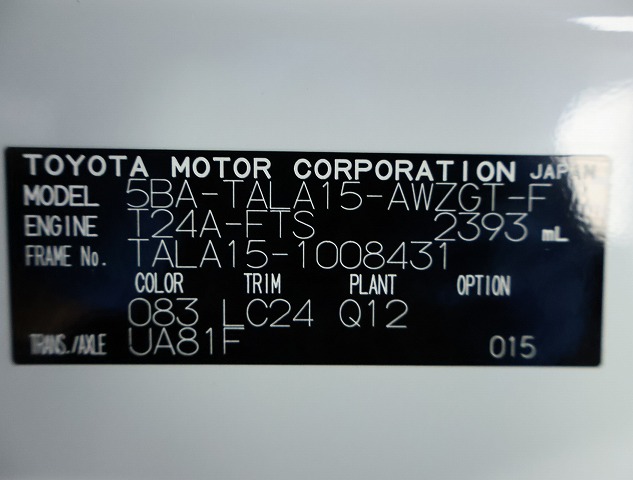 TOYOTA MOTOR CORPORATION JAPAN
MODEL 5BA-TALA15-AWZGT-F
ENGINE T24A-FTS 2393 mL
FRAME No. TALA15-1008431
COLOR TRIM PLANT OPTION
083 LC24 Q12
TRANS./AXLE UA81F 015